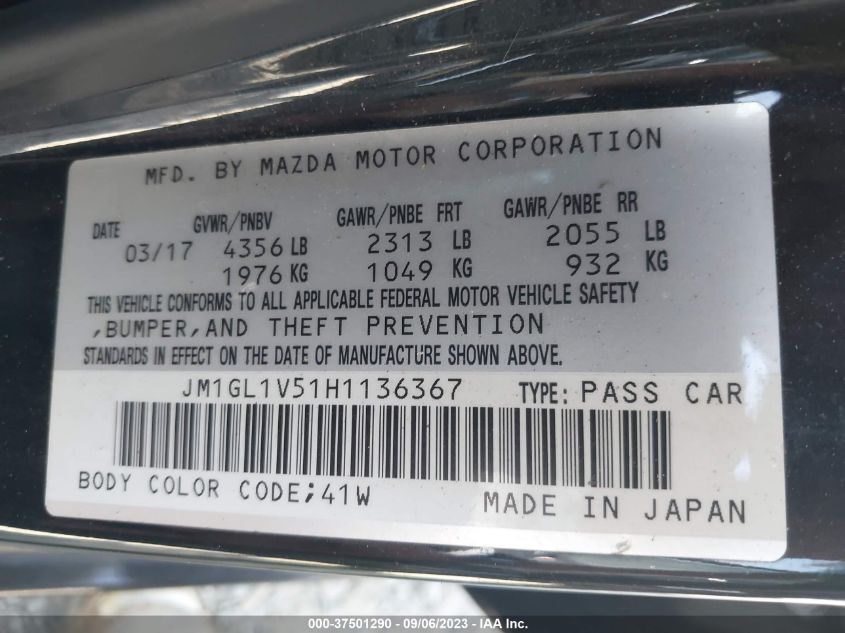 MFD. BY MAZDA MOTOR CORPORATION
DATE GVWR/PNBV GAWR/PNBE FRT GAWR/PNBE RR
03/17 4356 LB 2313 LB 2055 LB
1976 KG 1049 KG 932 KG
THIS VEHICLE CONFORMS TO ALL APPLICABLE FEDERAL MOTOR VEHICLE SAFETY
,BUMPER,AND THEFT PREVENTION
STANDARDS IN EFFECT ON THE DATE OF MANUFACTURE SHOWN ABOVE.
JM1GL1V51H1136367 TYPE: PASS CAR
BODY COLOR CODE;41W MADE IN JAPAN
000-37501290 - 09/06/2023 - IAA Inc.